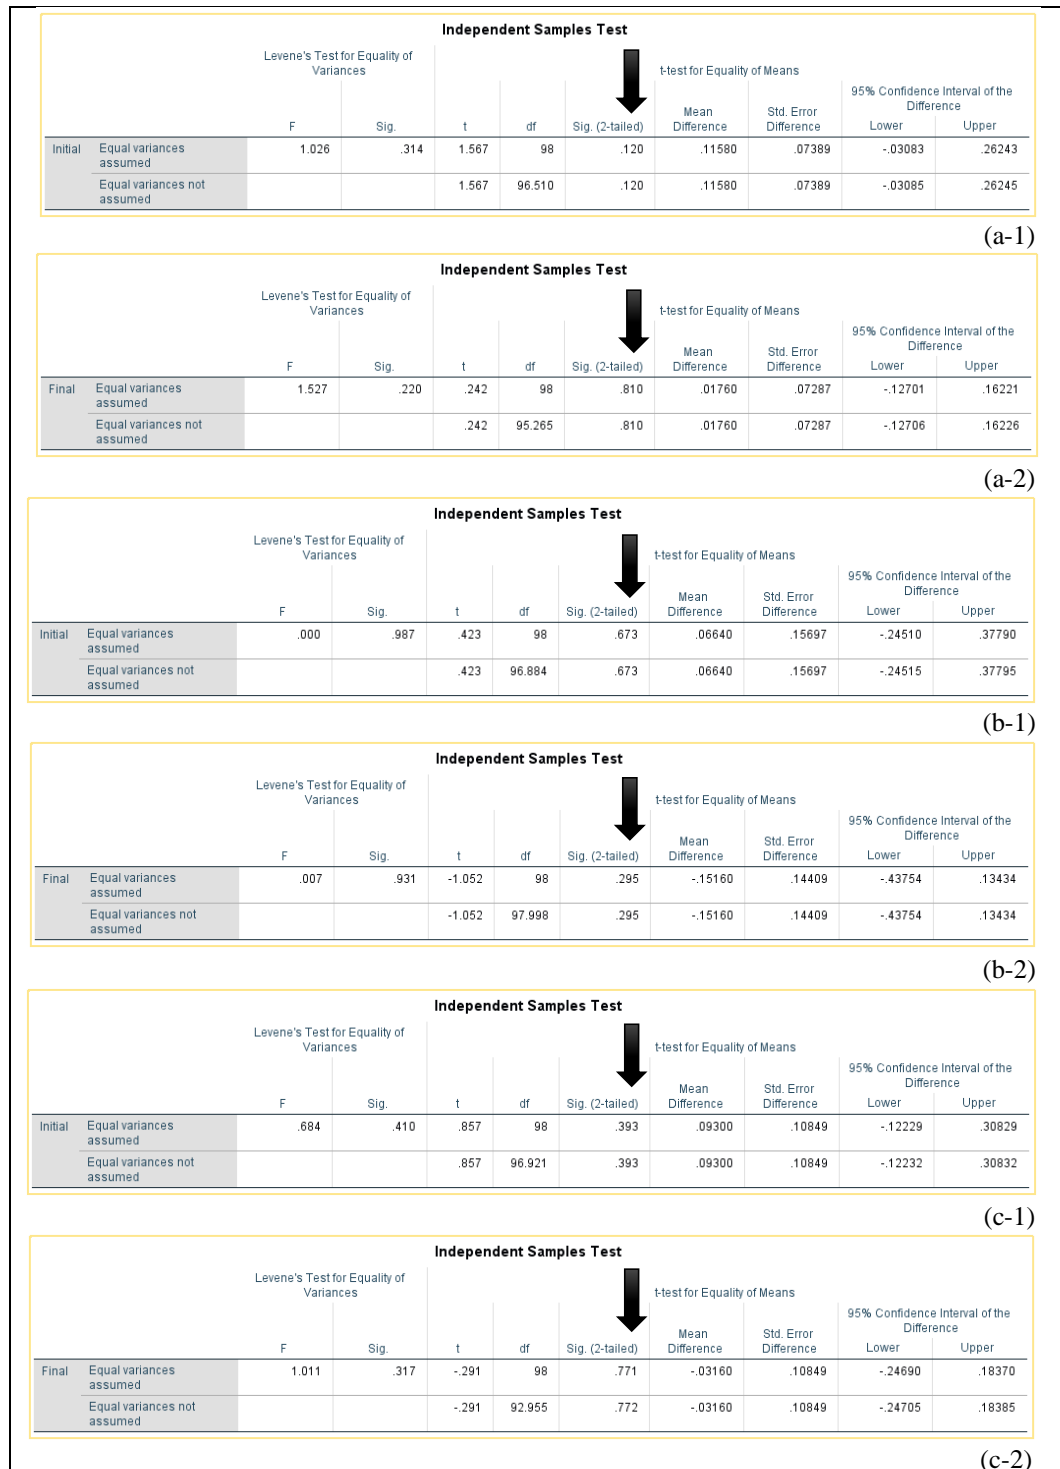 Independent Samples Test
Levene's Test for Equality of Variances t-test for Equality of Means
95% Confidence Interval of the Difference
F Sig. t df Sig. (2-tailed) Mean Difference Std. Error Difference Lower Upper
Initial Equal variances assumed 1.026 .314 1.567 98 .120 .11580 .07389 -.03083 .26243
Equal variances not assumed 1.567 96.510 .120 .11580 .07389 -.03085 .26245
(a-1)
Independent Samples Test
Levene's Test for Equality of Variances t-test for Equality of Means
95% Confidence Interval of the Difference
F Sig. t df Sig. (2-tailed) Mean Difference Std. Error Difference Lower Upper
Final Equal variances assumed 1.527 .220 .242 98 .810 .01760 .07287 -.12701 .16221
Equal variances not assumed .242 95.265 .810 .01760 .07287 -.12706 .16226
(a-2)
Independent Samples Test
Levene's Test for Equality of Variances t-test for Equality of Means
95% Confidence Interval of the Difference
F Sig. t df Sig. (2-tailed) Mean Difference Std. Error Difference Lower Upper
Initial Equal variances assumed .000 .987 .423 98 .673 .06640 .15697 -.24510 .37790
Equal variances not assumed .423 96.884 .673 .06640 .15697 -.24515 .37795
(b-1)
Independent Samples Test
Levene's Test for Equality of Variances t-test for Equality of Means
95% Confidence Interval of the Difference
F Sig. t df Sig. (2-tailed) Mean Difference Std. Error Difference Lower Upper
Final Equal variances assumed .007 .931 -1.052 98 .295 -.15160 .14409 -.43754 .13434
Equal variances not assumed -1.052 97.998 .295 -.15160 .14409 -.43754 .13434
(b-2)
Independent Samples Test
Levene's Test for Equality of Variances t-test for Equality of Means
95% Confidence Interval of the Difference
F Sig. t df Sig. (2-tailed) Mean Difference Std. Error Difference Lower Upper
Initial Equal variances assumed .684 .410 .857 98 .393 .09300 .10849 -.12229 .30829
Equal variances not assumed .857 96.921 .393 .09300 .10849 -.12232 .30832
(c-1)
Independent Samples Test
Levene's Test for Equality of Variances t-test for Equality of Means
95% Confidence Interval of the Difference
F Sig. t df Sig. (2-tailed) Mean Difference Std. Error Difference Lower Upper
Final Equal variances assumed 1.011 .317 -.291 98 .771 -.03160 .10849 -.24690 .18370
Equal variances not assumed -.291 92.955 .772 -.03160 .10849 -.24705 .18385
(c-2)